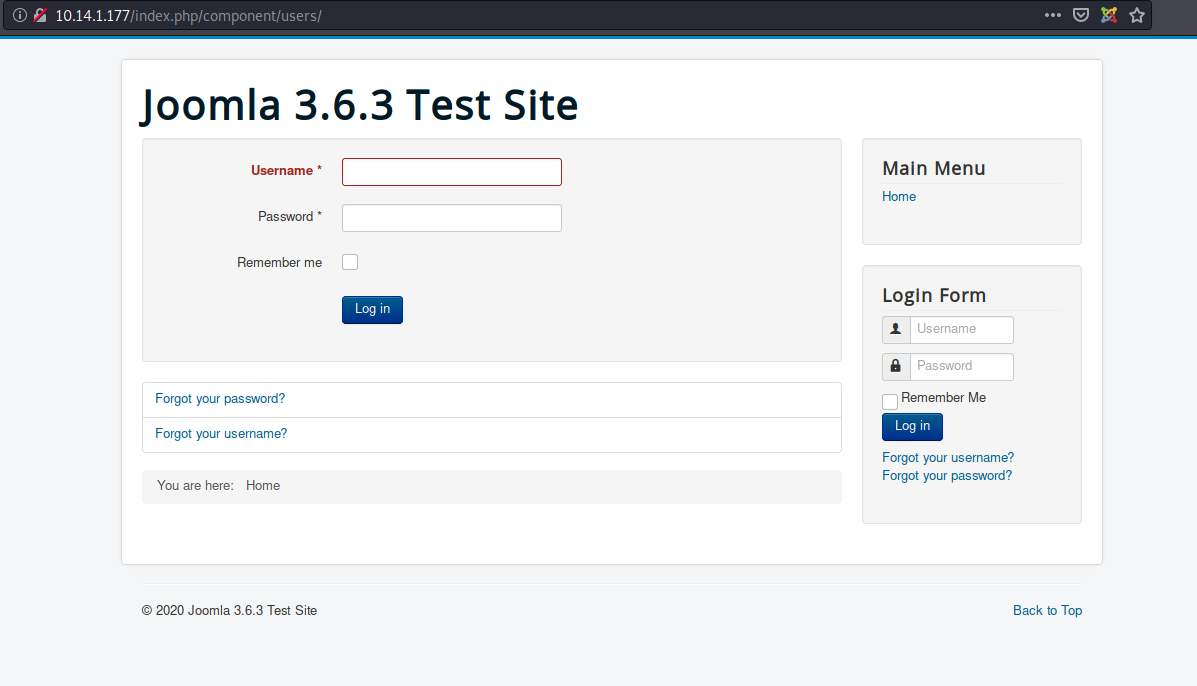 10.14.1.177/index.php/component/users/
Joomla 3.6.3 Test Site
Username *
Password *
Remember me
Log in
Forgot your password?
Forgot your username?
You are here: Home
Main Menu
Home
Login Form
Username
Password
Remember Me
Log in
Forgot your username?
Forgot your password?
© 2020 Joomla 3.6.3 Test Site
Back to Top